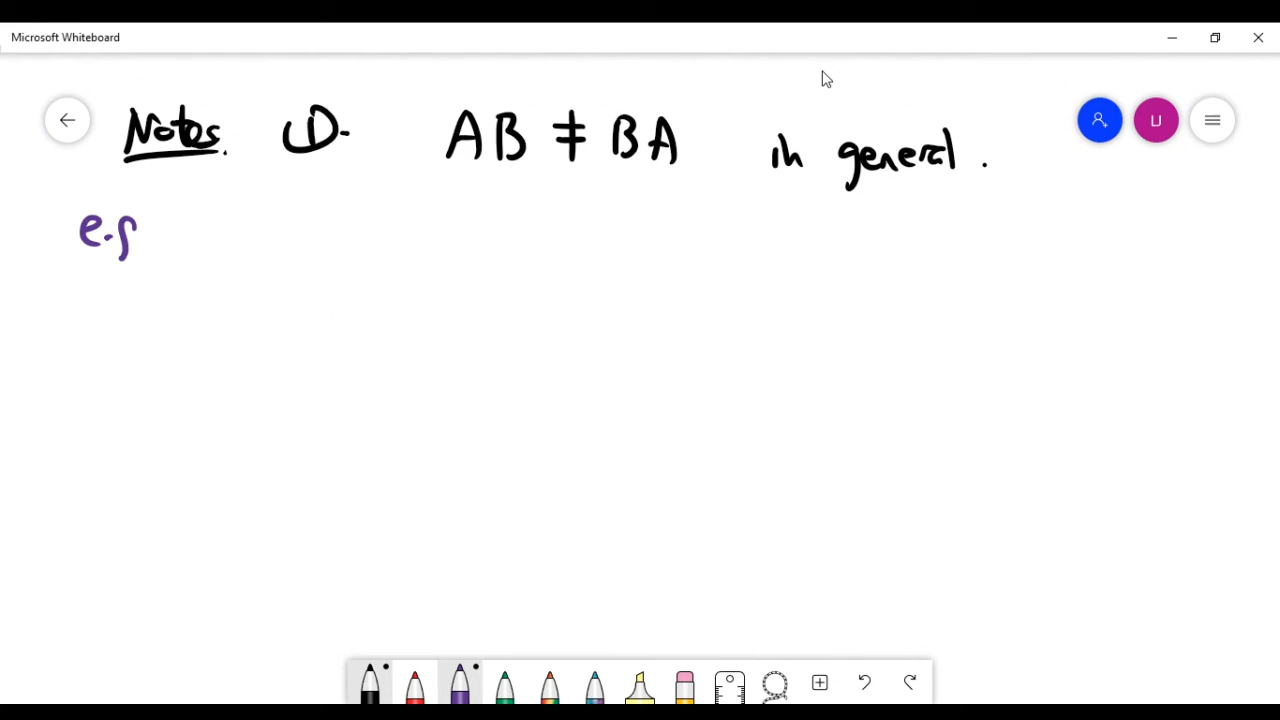 Microsoft Whiteboard
Notes. ①. AB ≠ BA in general.
e.g